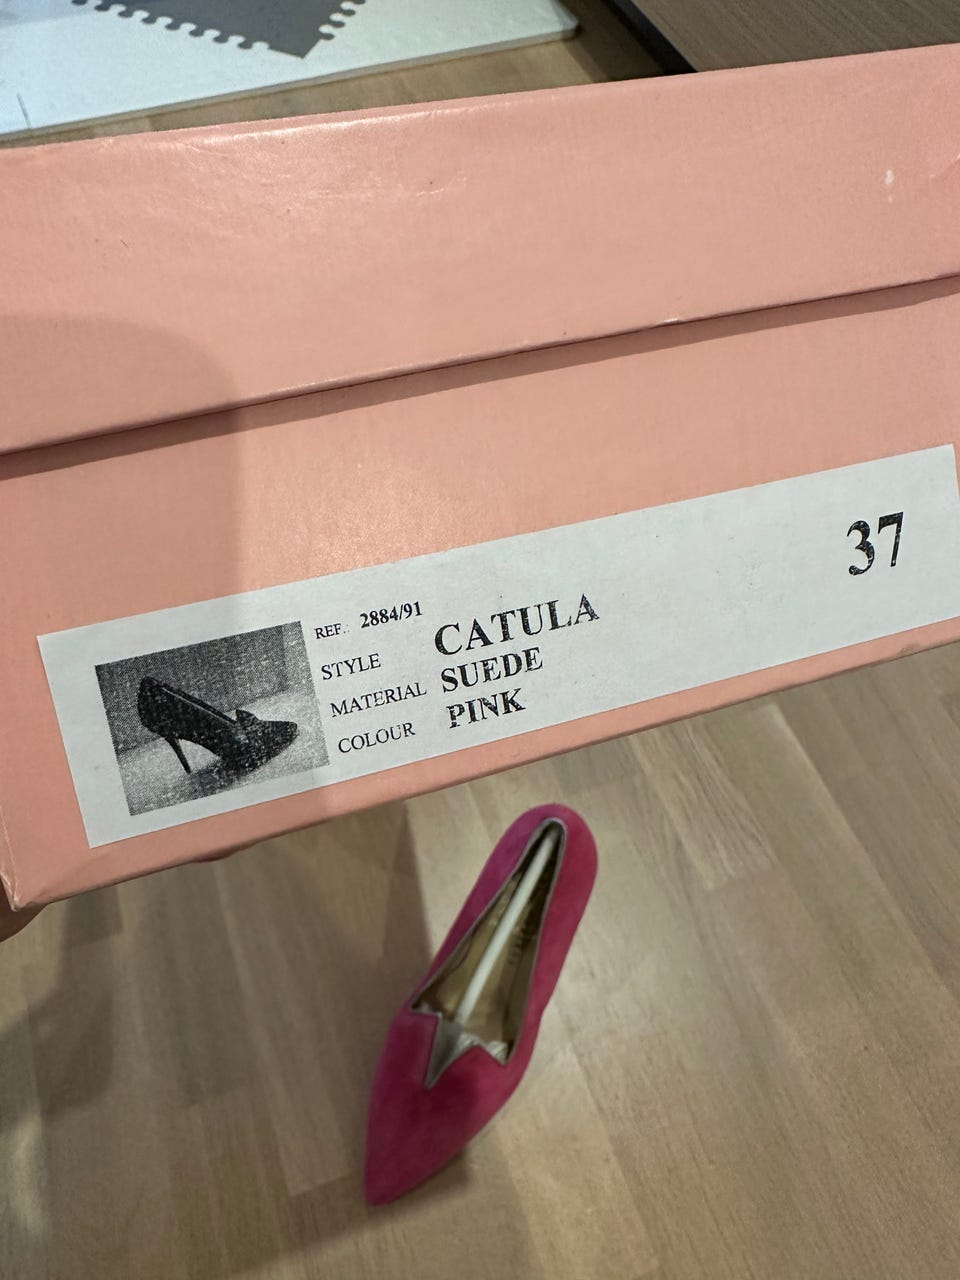 REF: 2884/91
STYLE CATULA
MATERIAL SUEDE
COLOUR PINK
37